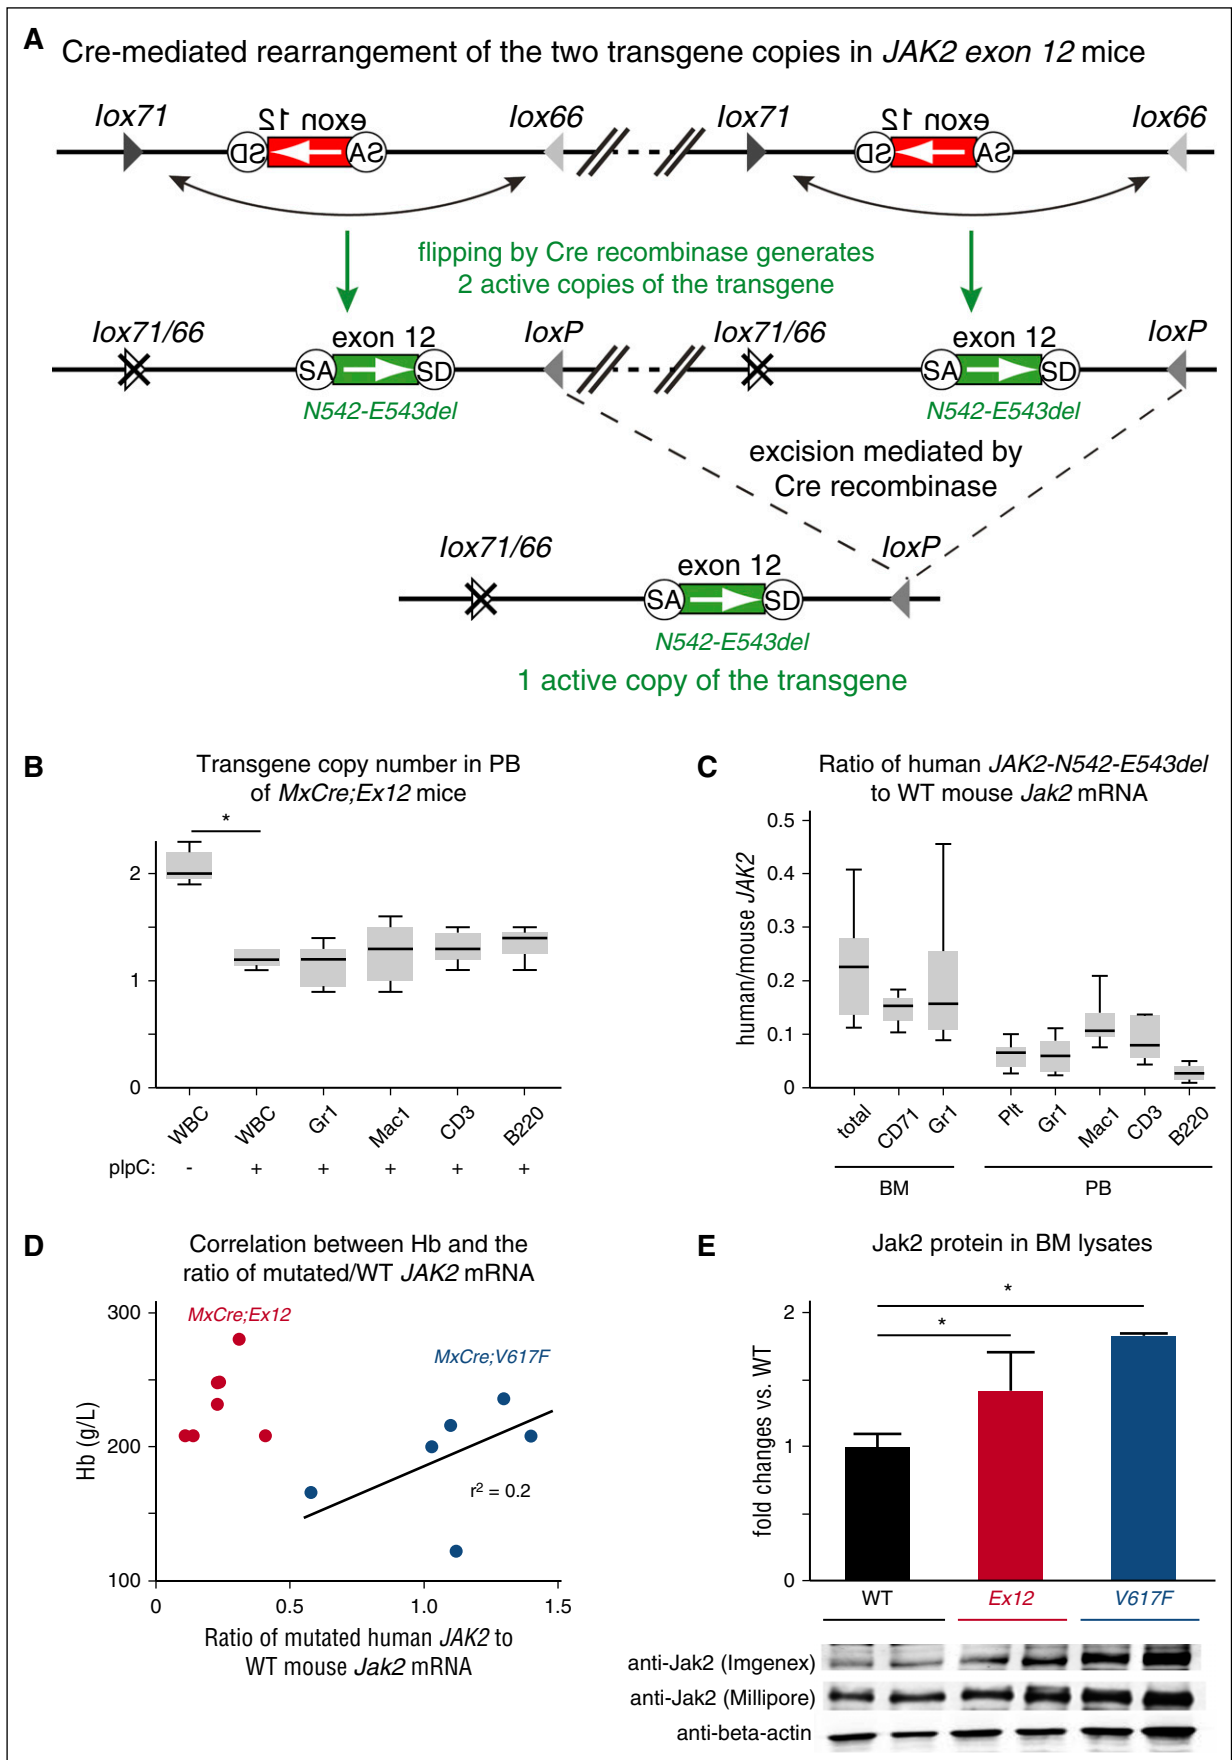 A Cre-mediated rearrangement of the two transgene copies in JAK2 exon 12 mice
lox71 exon 12 lox66 lox71 exon 12 lox66
SD SA SD SA
flipping by Cre recombinase generates
2 active copies of the transgene
lox71/66 exon 12 loxP lox71/66 exon 12 loxP
SA SD SA SD
N542-E543del N542-E543del
excision mediated by
Cre recombinase
lox71/66 exon 12 loxP
SA SD
N542-E543del
1 active copy of the transgene
B Transgene copy number in PB
of MxCre;Ex12 mice
*
2
1
0
WBC WBC Gr1 Mac1 CD3 B220
pIpC: - + + + + +
C Ratio of human JAK2-N542-E543del
to WT mouse Jak2 mRNA
human/mouse JAK2
0.5
0.4
0.3
0.2
0.1
0
total CD71 Gr1 Plt Gr1 Mac1 CD3 B220
BM PB
D Correlation between Hb and the
ratio of mutated/WT JAK2 mRNA
Hb (g/L)
300
200
100
MxCre;Ex12
MxCre;V617F
r2 = 0.2
0 0.5 1.0 1.5
Ratio of mutated human JAK2 to
WT mouse Jak2 mRNA
E Jak2 protein in BM lysates
fold changes vs. WT
2
1
0
*
*
WT Ex12 V617F
anti-Jak2 (Imgenex)
anti-Jak2 (Millipore)
anti-beta-actin